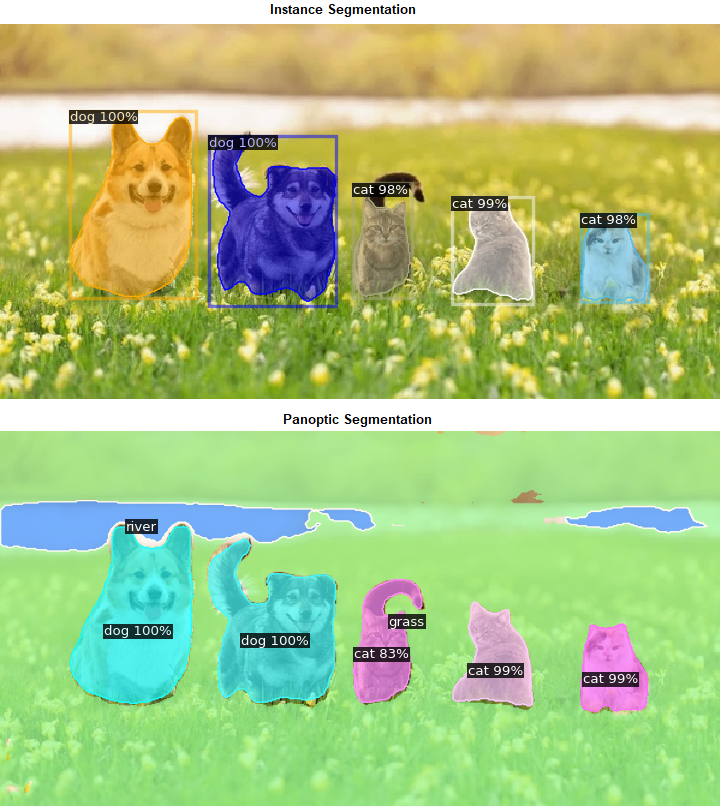 Instance Segmentation
dog 100%
dog 100%
cat 98%
cat 99%
cat 98%
Panoptic Segmentation
river
grass
dog 100%
dog 100%
cat 83%
cat 99%
cat 99%